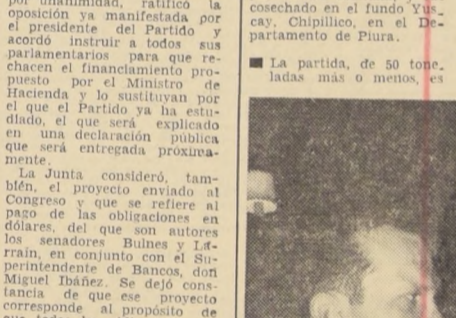 por unanimidad, ratificó la
oposición ya manifestada por
el presidente del Partido y
acordó instruir a todos sus
parlamentarios para que re-
chacen el financiamiento pro-
puesto por el Ministro de
Hacienda y lo sustituyan por
el que el Partido ya ha estu-
diado, el que será explicado
en una declaración pública
que será entregada próxima-
mente.
La Junta consideró, tam-
bién, el proyecto enviado al
Congreso y que se refiere al
pago de las obligaciones en
dólares, del que son autores
los senadores Bulnes y La-
rraín, en conjunto con el Su-
perintendente de Bancos, don
Miguel Ibáñez. Se dejó cons-
tancia de que ese proyecto
corresponde al propósito de
cosechado en el fundo Yus-
cay. Chipillico, en el De-
partamento de Piura.
La partida, de 50 tone-
ladas más o menos, es